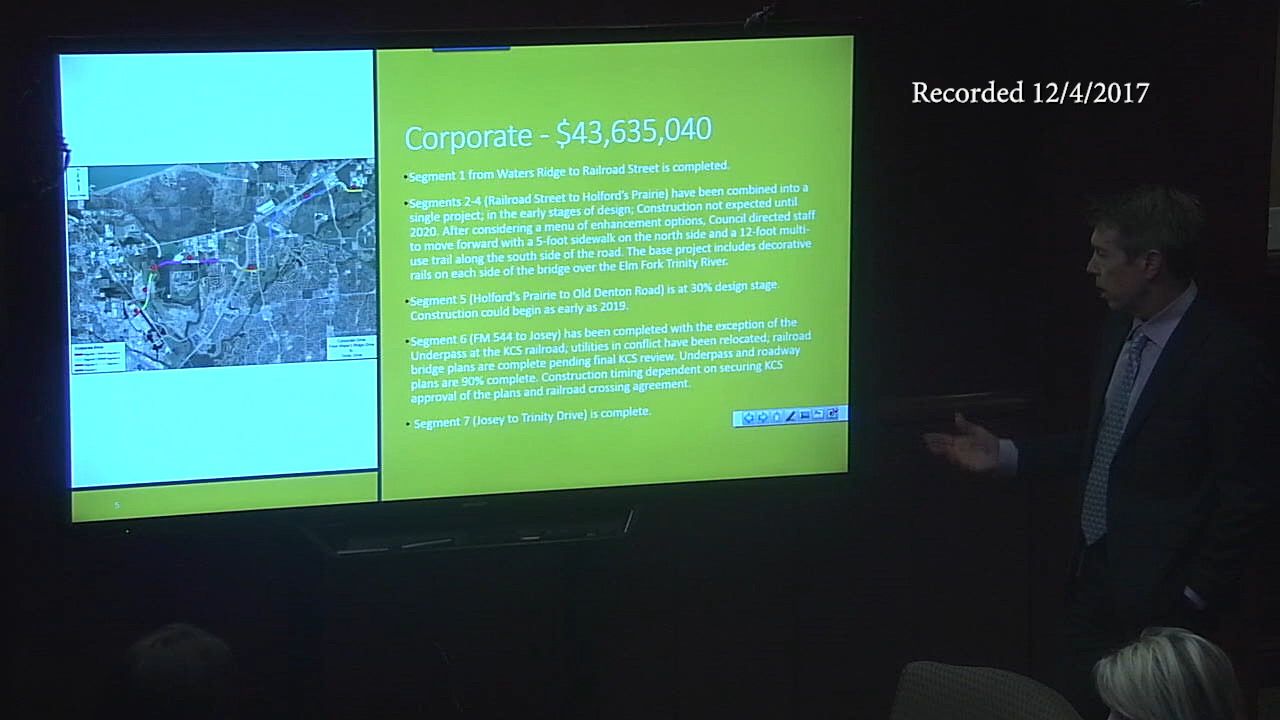 Recorded 12/4/2017
Corporate - $43,635,040
•Segment 1 from Waters Ridge to Railroad Street is completed.
•Segments 2-4 (Railroad Street to Holford's Prairie) have been combined into a
single project; in the early stages of design; Construction not expected until
2020. After considering a menu of enhancement options, Council directed staff
to move forward with a 5-foot sidewalk on the north side and a 12-foot multi-
use trail along the south side of the road. The base project includes decorative
rails on each side of the bridge over the Elm Fork Trinity River.
•Segment 5 (Holford's Prairie to Old Denton Road) is at 30% design stage.
Construction could begin as early as 2019.
•Segment 6 (FM 544 to Josey) has been completed with the exception of the
Underpass at the KCS railroad; utilities in conflict have been relocated; railroad
bridge plans are complete pending final KCS review. Underpass and roadway
plans are 90% complete. Construction timing dependent on securing KCS
approval of the plans and railroad crossing agreement.
• Segment 7 (Josey to Trinity Drive) is complete.
5